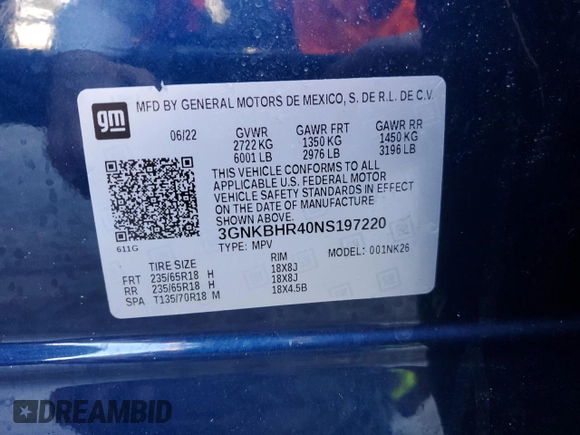 gm
MFD BY GENERAL MOTORS DE MEXICO, S. DE R.L. DE C.V.
06/22 GVWR GAWR FRT GAWR RR
2722 KG 1350 KG 1450 KG
6001 LB 2976 LB 3196 LB
THIS VEHICLE CONFORMS TO ALL
APPLICABLE U.S. FEDERAL MOTOR
VEHICLE SAFETY STANDARDS IN EFFECT
ON THE DATE OF MANUFACTURE
SHOWN ABOVE.
611G
3GNKBHR40NS197220
TYPE: MPV MODEL: 001NK26
TIRE SIZE RIM
FRT 235/65R18 H 18X8J
RR 235/65R18 H 18X8J
SPA T135/70R18 M 18X4.5B
DREAMBID